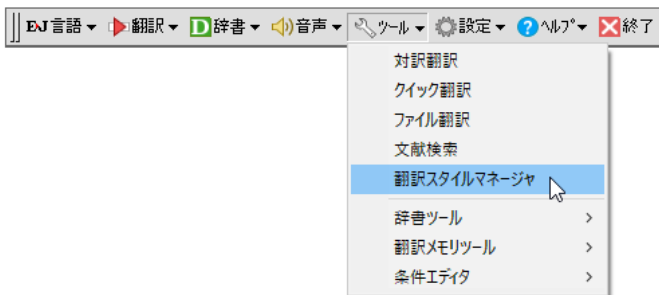 EJ言語 翻訳 D辞書 音声 ツール 設定 ?ヘルプ 終了
対訳翻訳
クイック翻訳
ファイル翻訳
文献検索
翻訳スタイルマネージャ
辞書ツール
翻訳メモリツール
条件エディタ